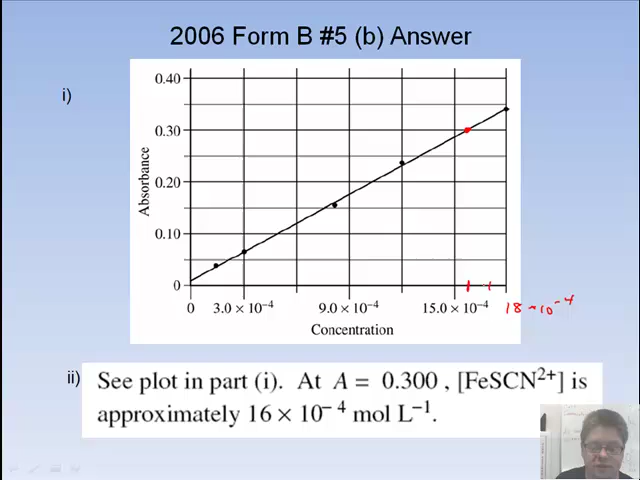 2006 Form B #5 (b) Answer
i)
0.40
0.30
0.20
0.10
0
Absorbance
0 3.0 × 10⁻⁴ 9.0 × 10⁻⁴ 15.0 × 10⁻⁴ 18 × 10⁻⁴
Concentration
ii) See plot in part (i). At A = 0.300 , [FeSCN²⁺] is
approximately 16 × 10⁻⁴ mol L⁻¹.